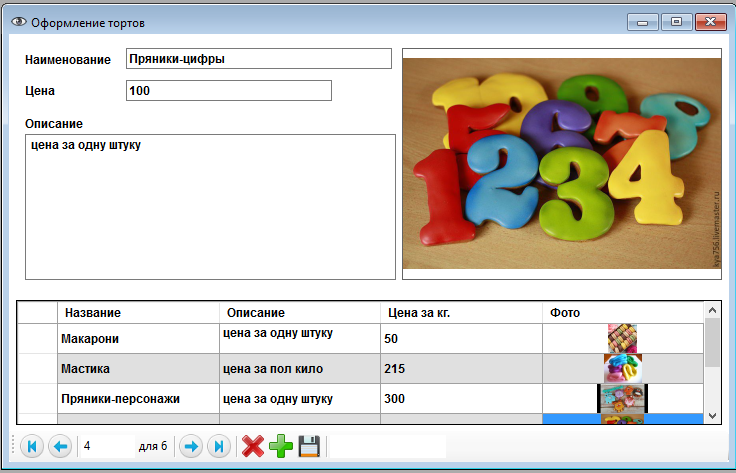 Оформление тортов
Наименование Пряники-цифры
Цена 100
Описание
цена за одну штуку
kya756.livemaster.ru
Название Описание Цена за кг. Фото
Макарони цена за одну штуку 50
Мастика цена за пол кило 215
Пряники-персонажи цена за одну штуку 300
4 для 6